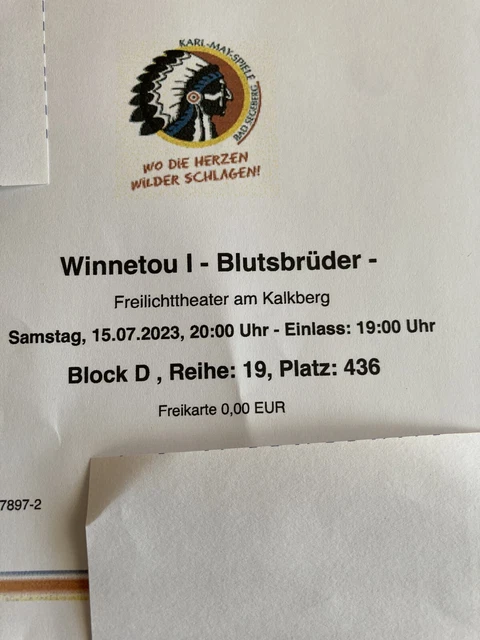 KARL-MAY-SPIELE
BAD SEGEBERG
WO DIE HERZEN
WILDER SCHLAGEN!
Winnetou I - Blutsbrüder -
Freilichttheater am Kalkberg
Samstag, 15.07.2023, 20:00 Uhr - Einlass: 19:00 Uhr
Block D , Reihe: 19, Platz: 436
Freikarte 0,00 EUR
7897-2